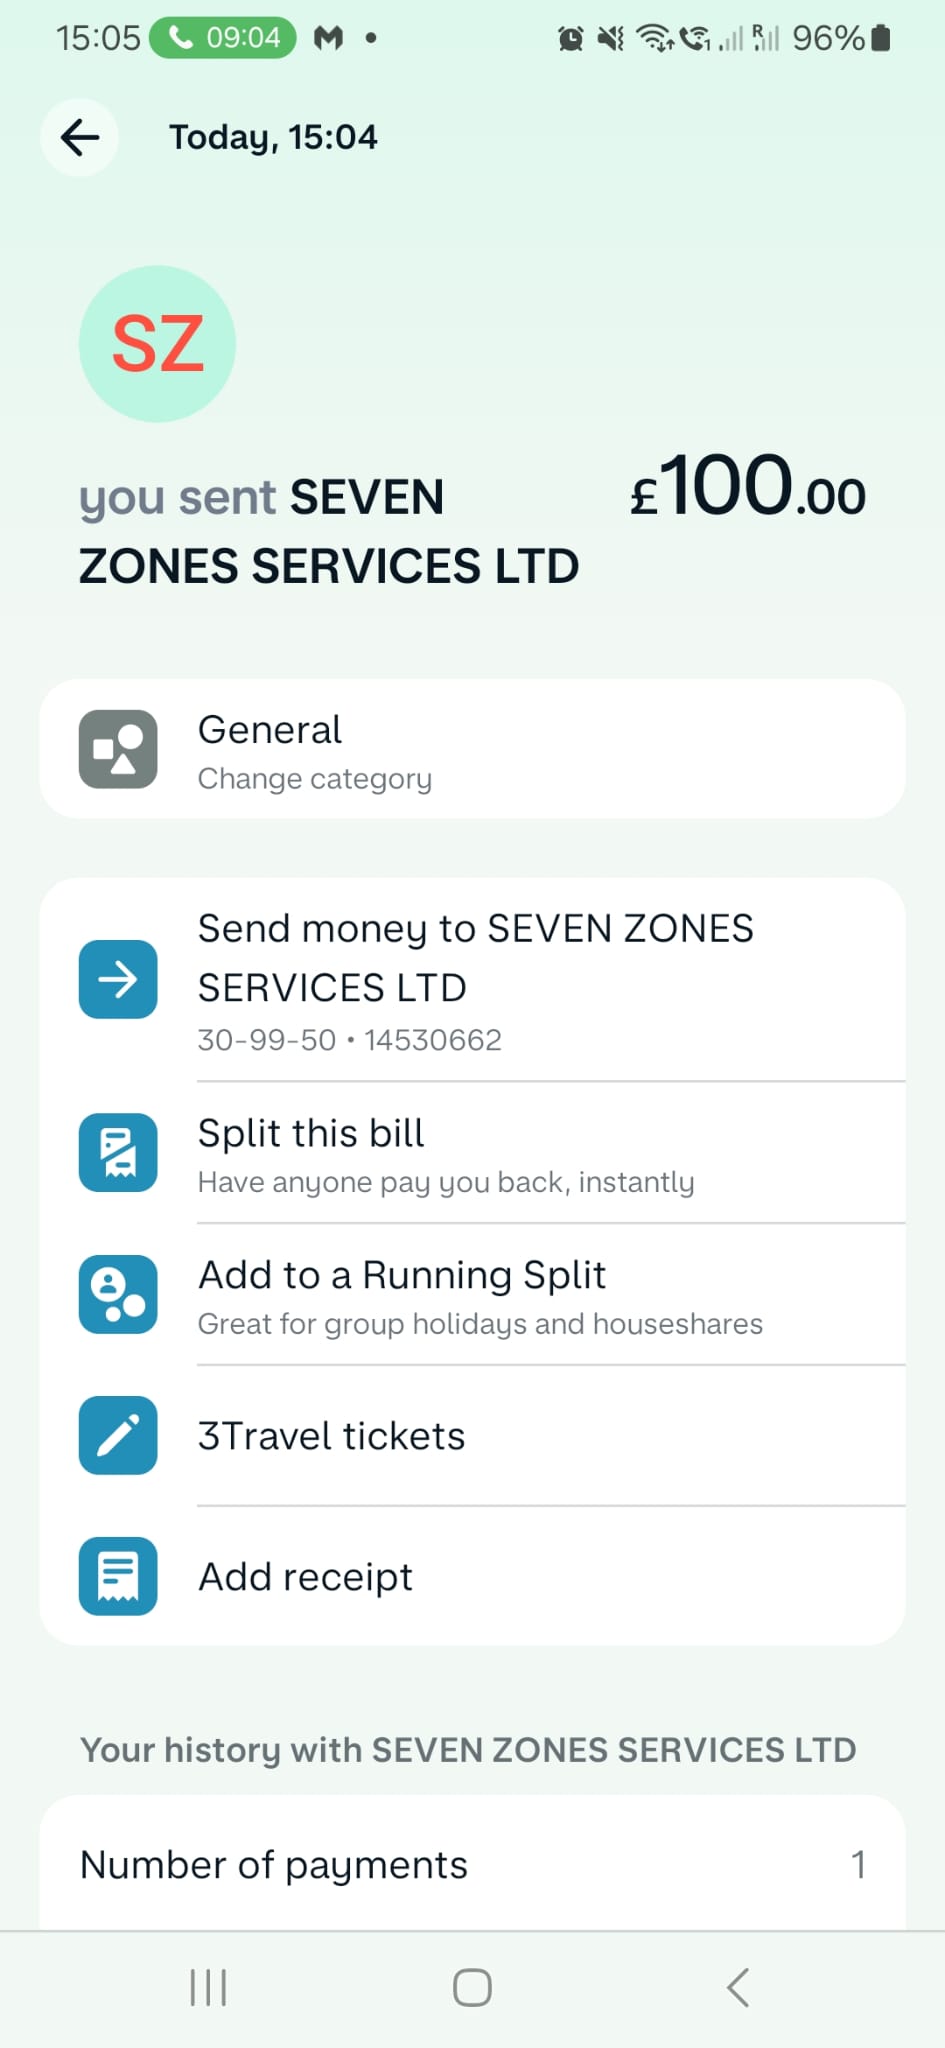 15:05 09:04 96%
Today, 15:04
SZ
you sent SEVEN £100.00
ZONES SERVICES LTD
General
Change category
Send money to SEVEN ZONES
SERVICES LTD
30-99-50 • 14530662
Split this bill
Have anyone pay you back, instantly
Add to a Running Split
Great for group holidays and houseshares
3Travel tickets
Add receipt
Your history with SEVEN ZONES SERVICES LTD
Number of payments 1